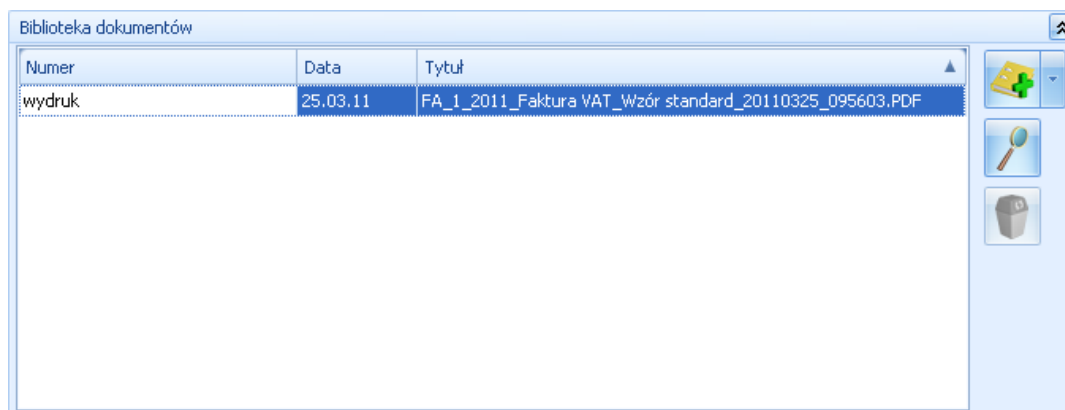 Biblioteka dokumentów
Numer Data Tytuł
wydruk 25.03.11 FA_1_2011_Faktura VAT_Wzór standard_20110325_095603.PDF